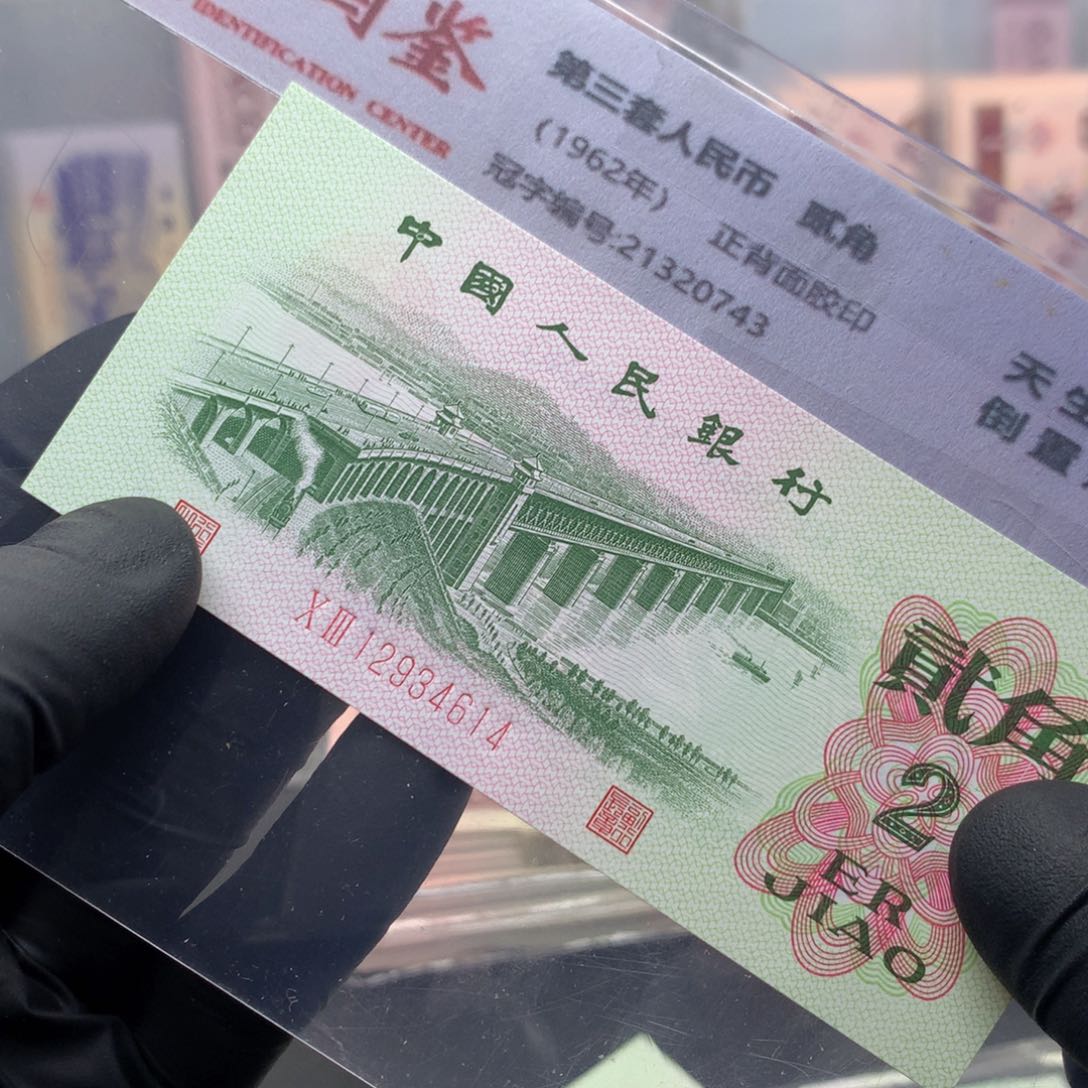 鉴
IDENTIFICATION CENTER
第三套人民币 贰角
(1962年) 正背面胶印
冠字编号:21320743
天生
倒置
中國人民銀行
XIII 12934614
貳角
2
ER
JIAO